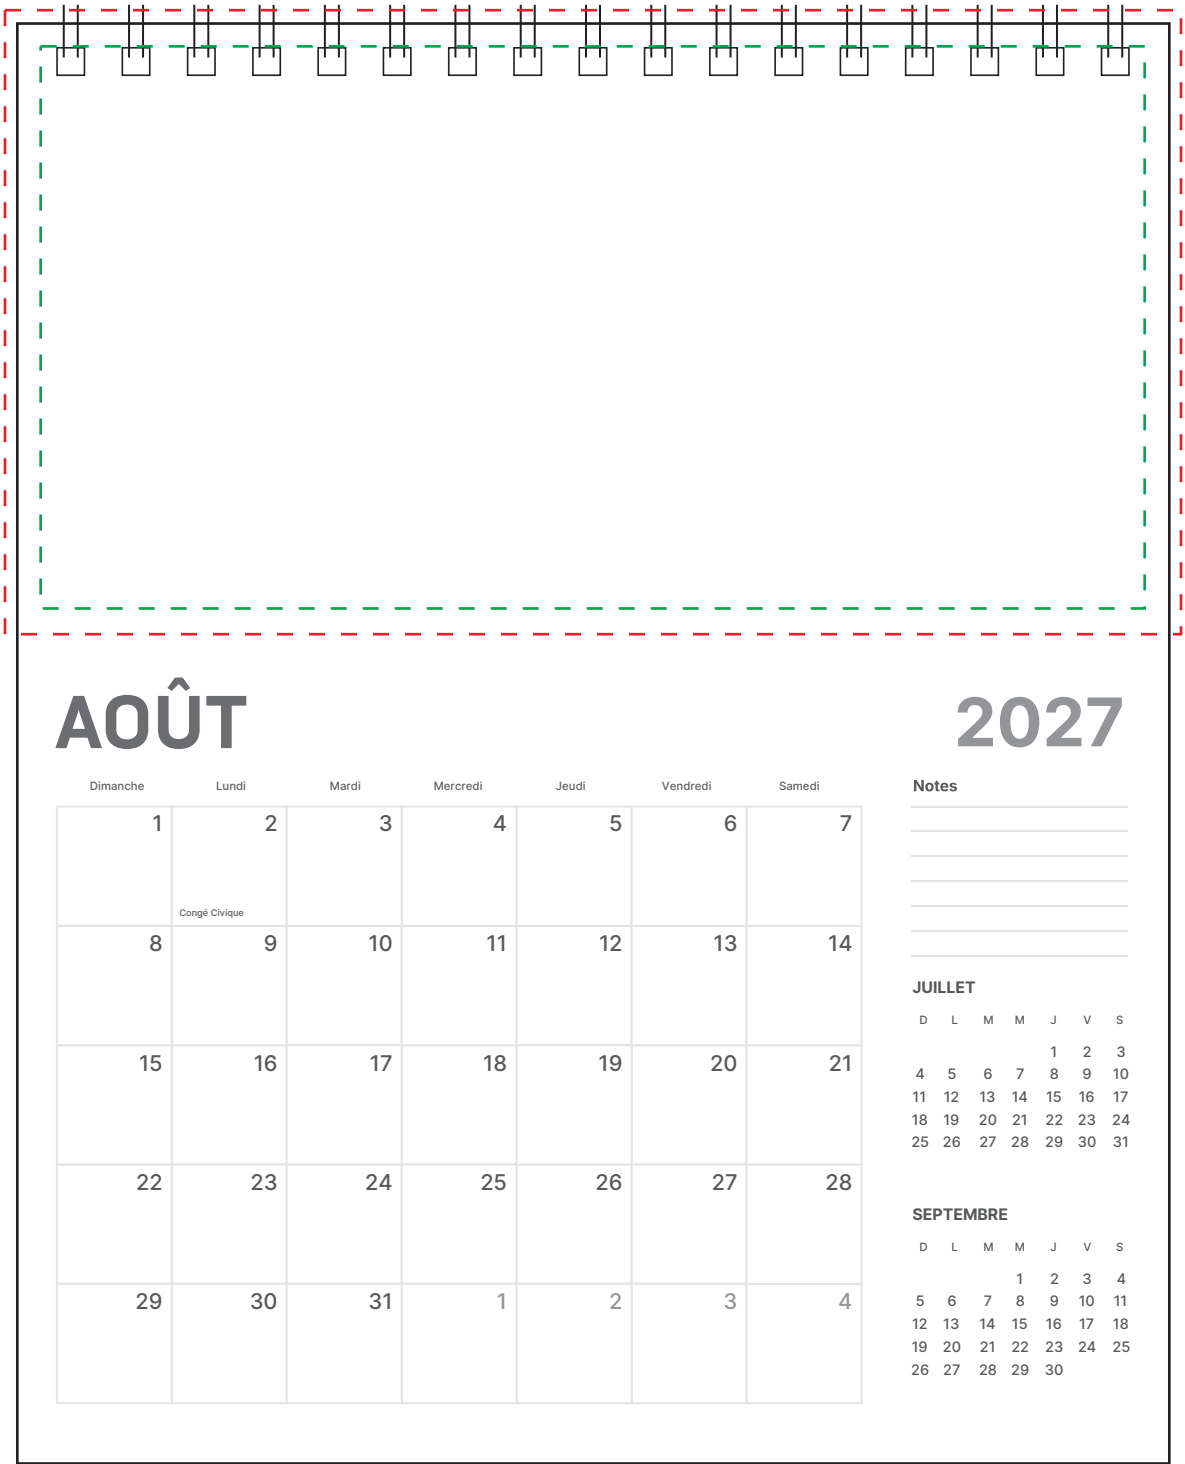 AOÛT 2027
Dimanche Lundi Mardi Mercredi Jeudi Vendredi Samedi
1 2 3 4 5 6 7
Congé Civique
8 9 10 11 12 13 14
15 16 17 18 19 20 21
22 23 24 25 26 27 28
29 30 31 1 2 3 4
Notes
JUILLET
D L M M J V S
1 2 3
4 5 6 7 8 9 10
11 12 13 14 15 16 17
18 19 20 21 22 23 24
25 26 27 28 29 30 31
SEPTEMBRE
D L M M J V S
1 2 3 4
5 6 7 8 9 10 11
12 13 14 15 16 17 18
19 20 21 22 23 24 25
26 27 28 29 30